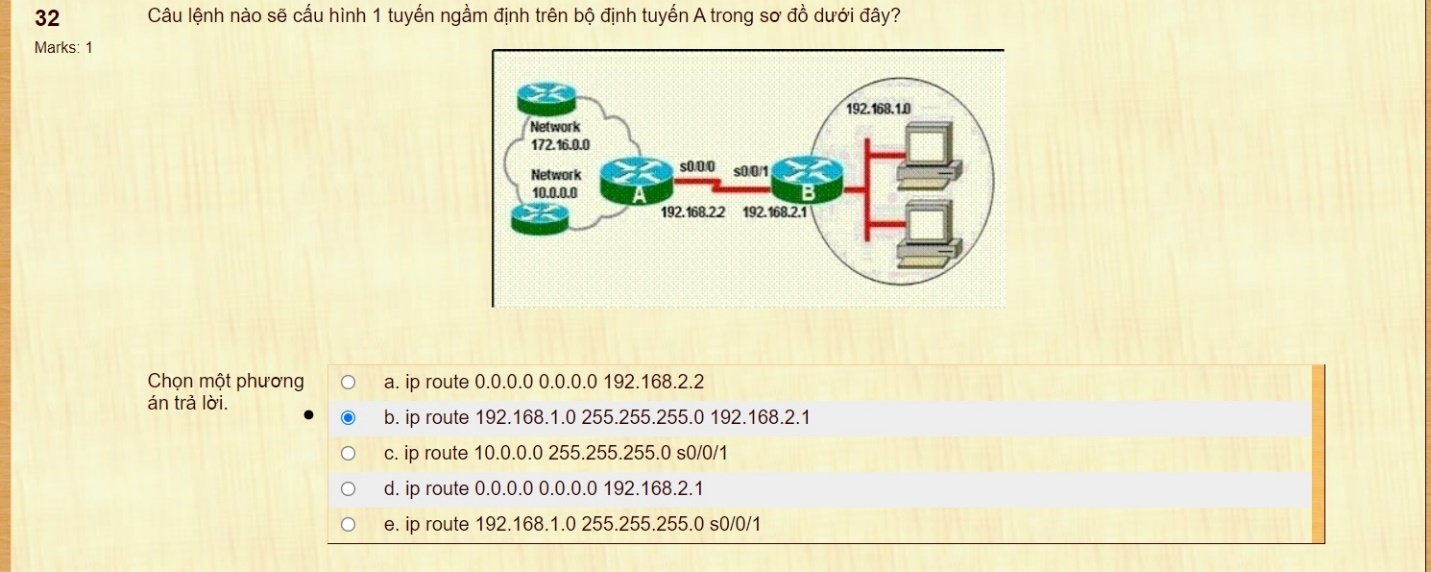 32
Câu lệnh nào sẽ cấu hình 1 tuyến ngầm định trên bộ định tuyến A trong sơ đồ dưới đây?
Marks: 1
192.168.1.0
Network
172.16.0.0
Network
10.0.0.0
A
s0/0/0
s0/0/1
B
192.168.2.2
192.168.2.1
Chọn một phương
án trả lời.
a. ip route 0.0.0.0 0.0.0.0 192.168.2.2
b. ip route 192.168.1.0 255.255.255.0 192.168.2.1
c. ip route 10.0.0.0 255.255.255.0 s0/0/1
d. ip route 0.0.0.0 0.0.0.0 192.168.2.1
e. ip route 192.168.1.0 255.255.255.0 s0/0/1